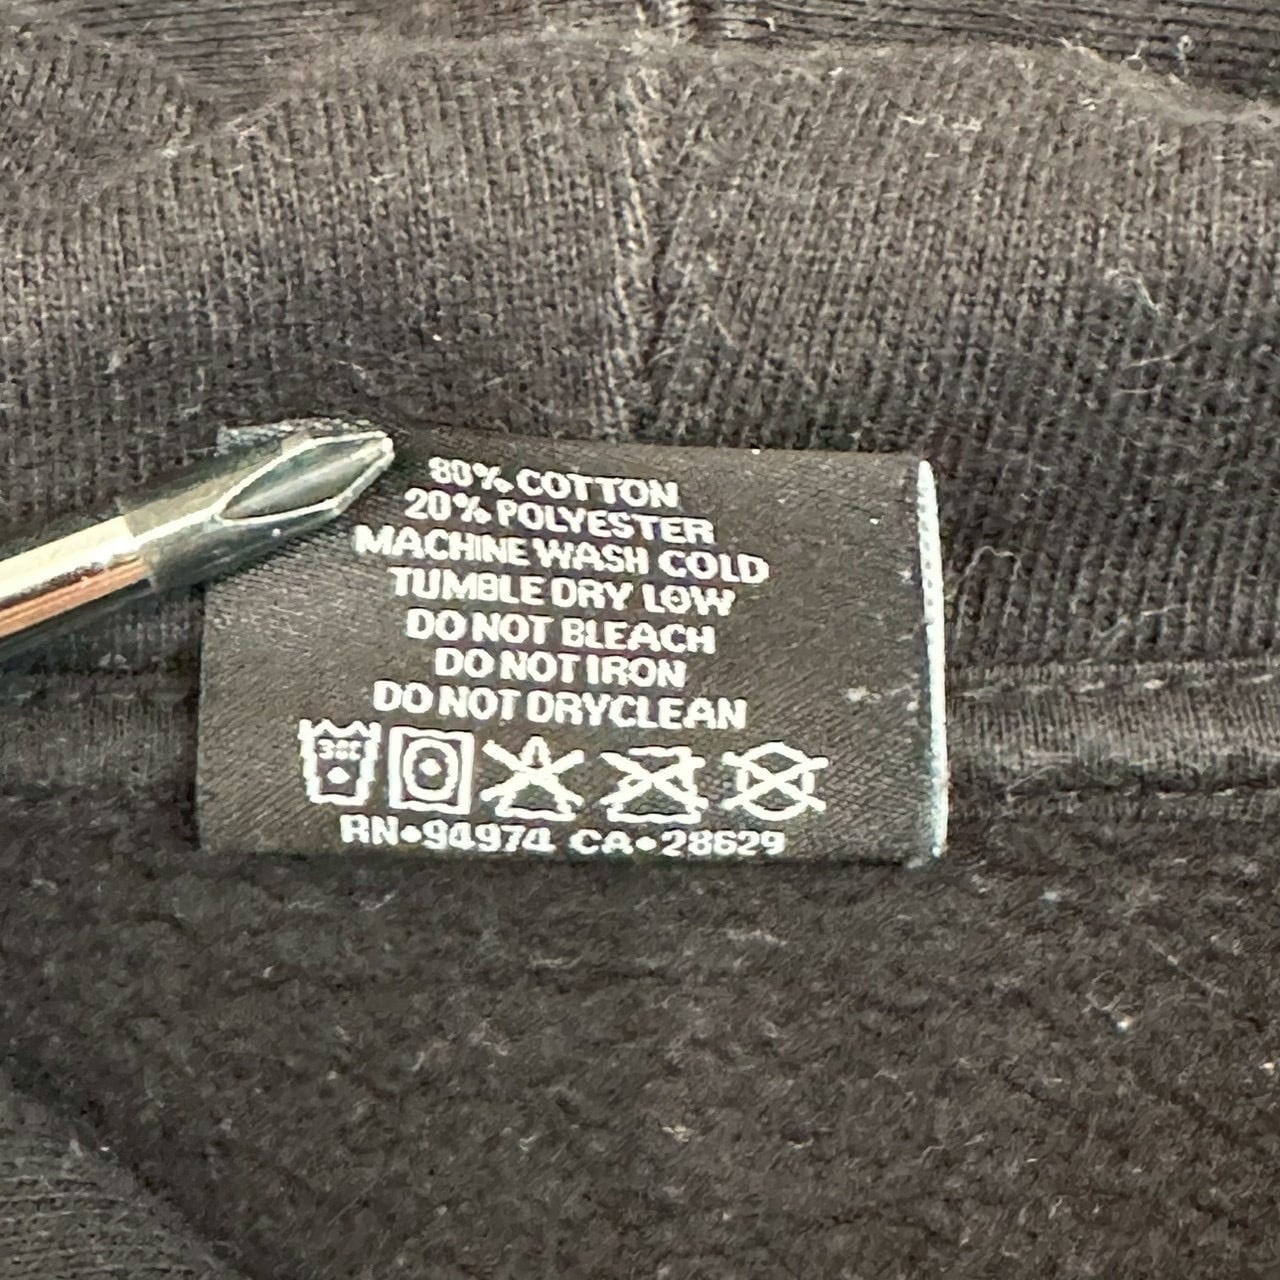 80% COTTON
20% POLYESTER
MACHINE WASH COLD
TUMBLE DRY LOW
DO NOT BLEACH
DO NOT IRON
DO NOT DRYCLEAN
30C
RN•94974 CA•28629